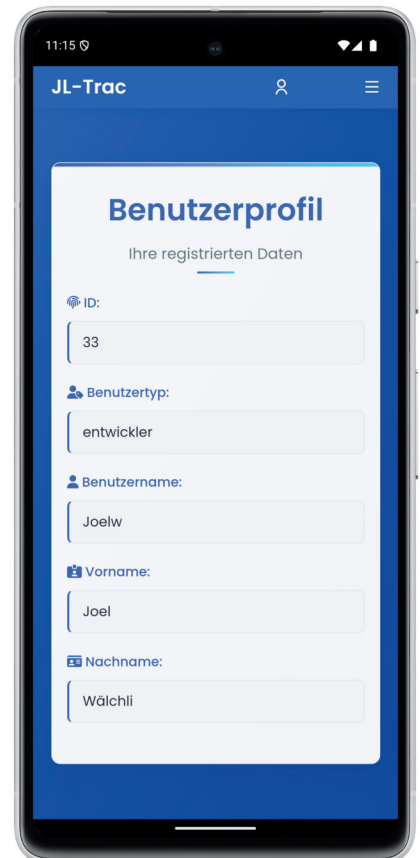 11:15
JL-Trac
Benutzerprofil
Ihre registrierten Daten
ID:
33
Benutzertyp:
entwickler
Benutzername:
Joelw
Vorname:
Joel
Nachname:
Wälchli